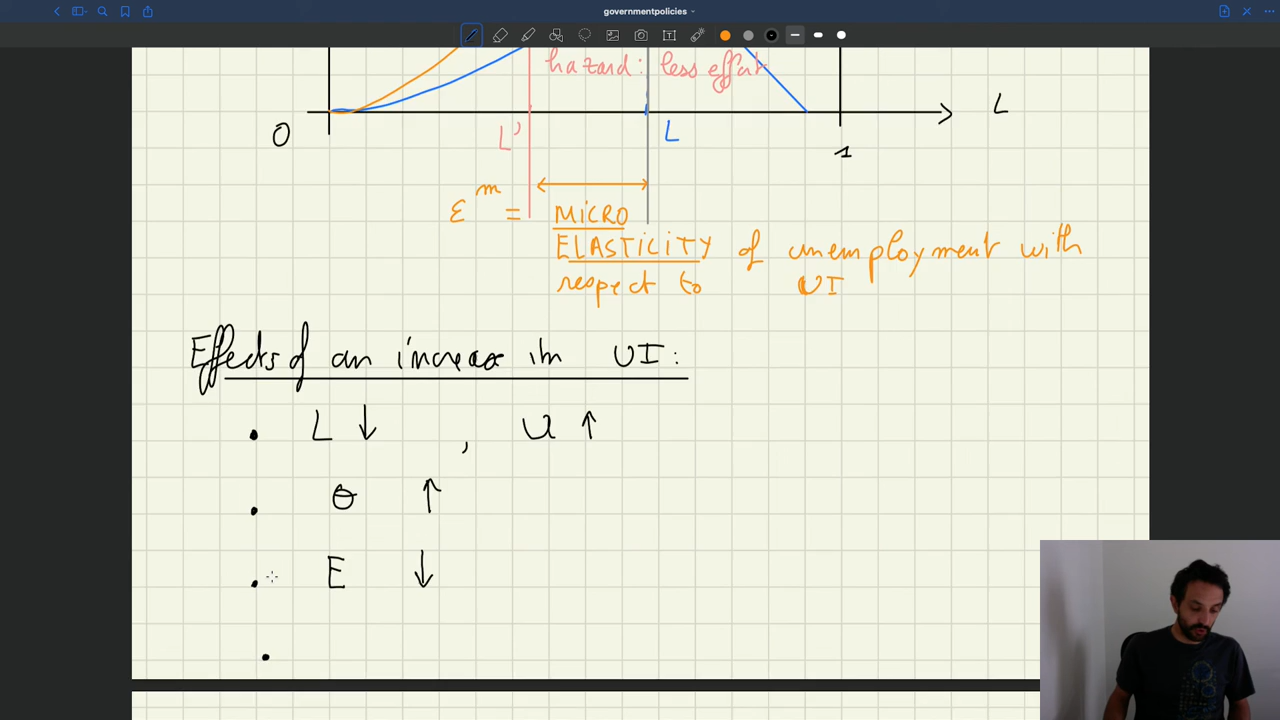 governmentpolicies
hazard: less effort
0 L' L 1 L
ε^m = MICRO
ELASTICITY of unemployment with
respect to UI
Effects of an increase in UI:
• L ↓ , U ↑
• θ ↑
• E ↓
•